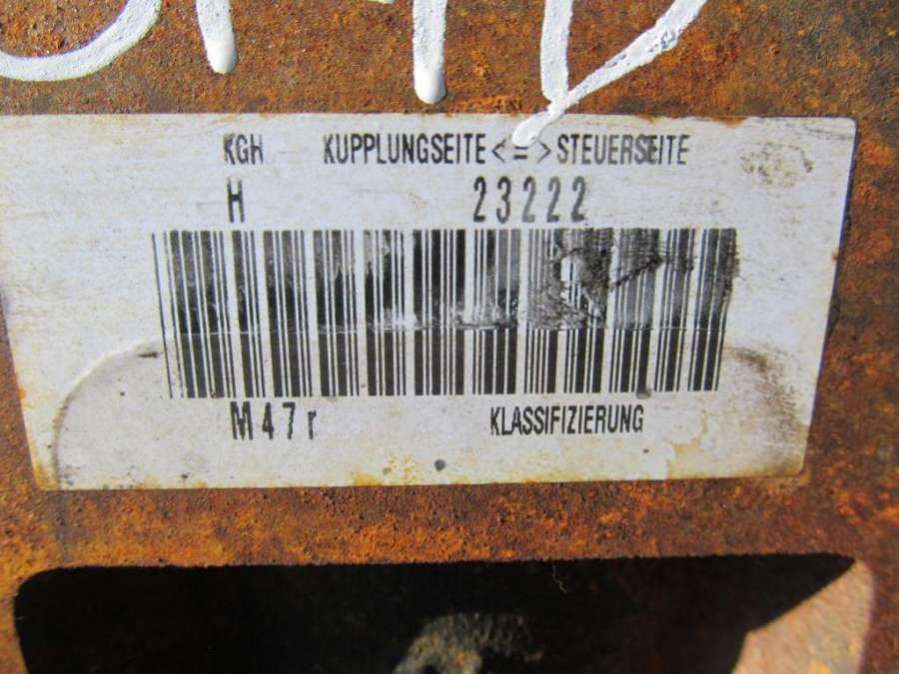 KGH KUPPLUNGSEITE <=> STEUERSEITE
H 23222
M47r KLASSIFIZIERUNG